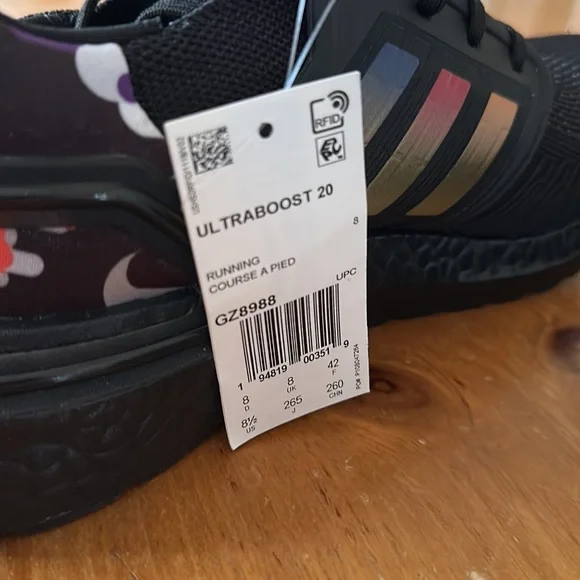 RFID
ULTRABOOST 20
8
RUNNING
COURSE A PIED
UPC
GZ8988
1 94819 00351 9
8 D
8 UK
42 F
8½ US
265 J
260 CHN